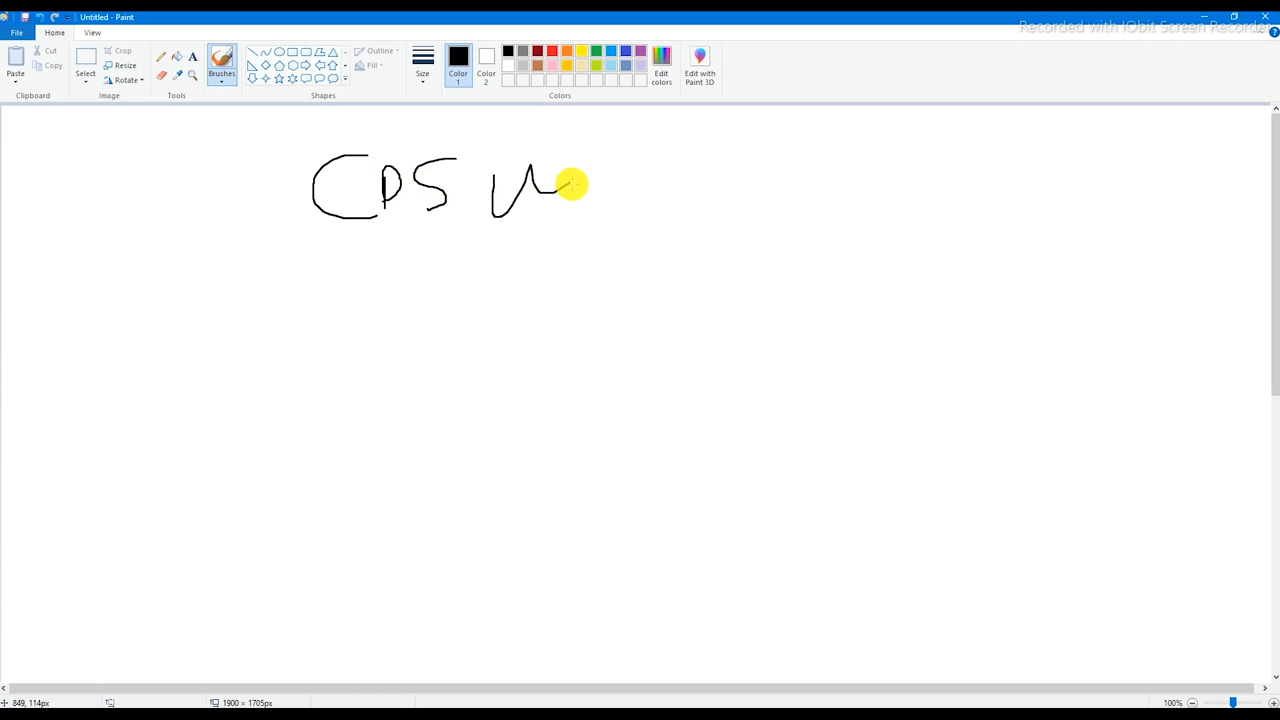 Untitled - Paint
Recorded with IObit Screen Recorder
File Home View
Paste Cut Copy Select Crop Resize Rotate Brushes Outline Fill Size Color 1 Color 2 Edit colors Edit with Paint 3D
Clipboard Image Tools Shapes Colors
CDS
849, 114px 1900 × 1705px 100%